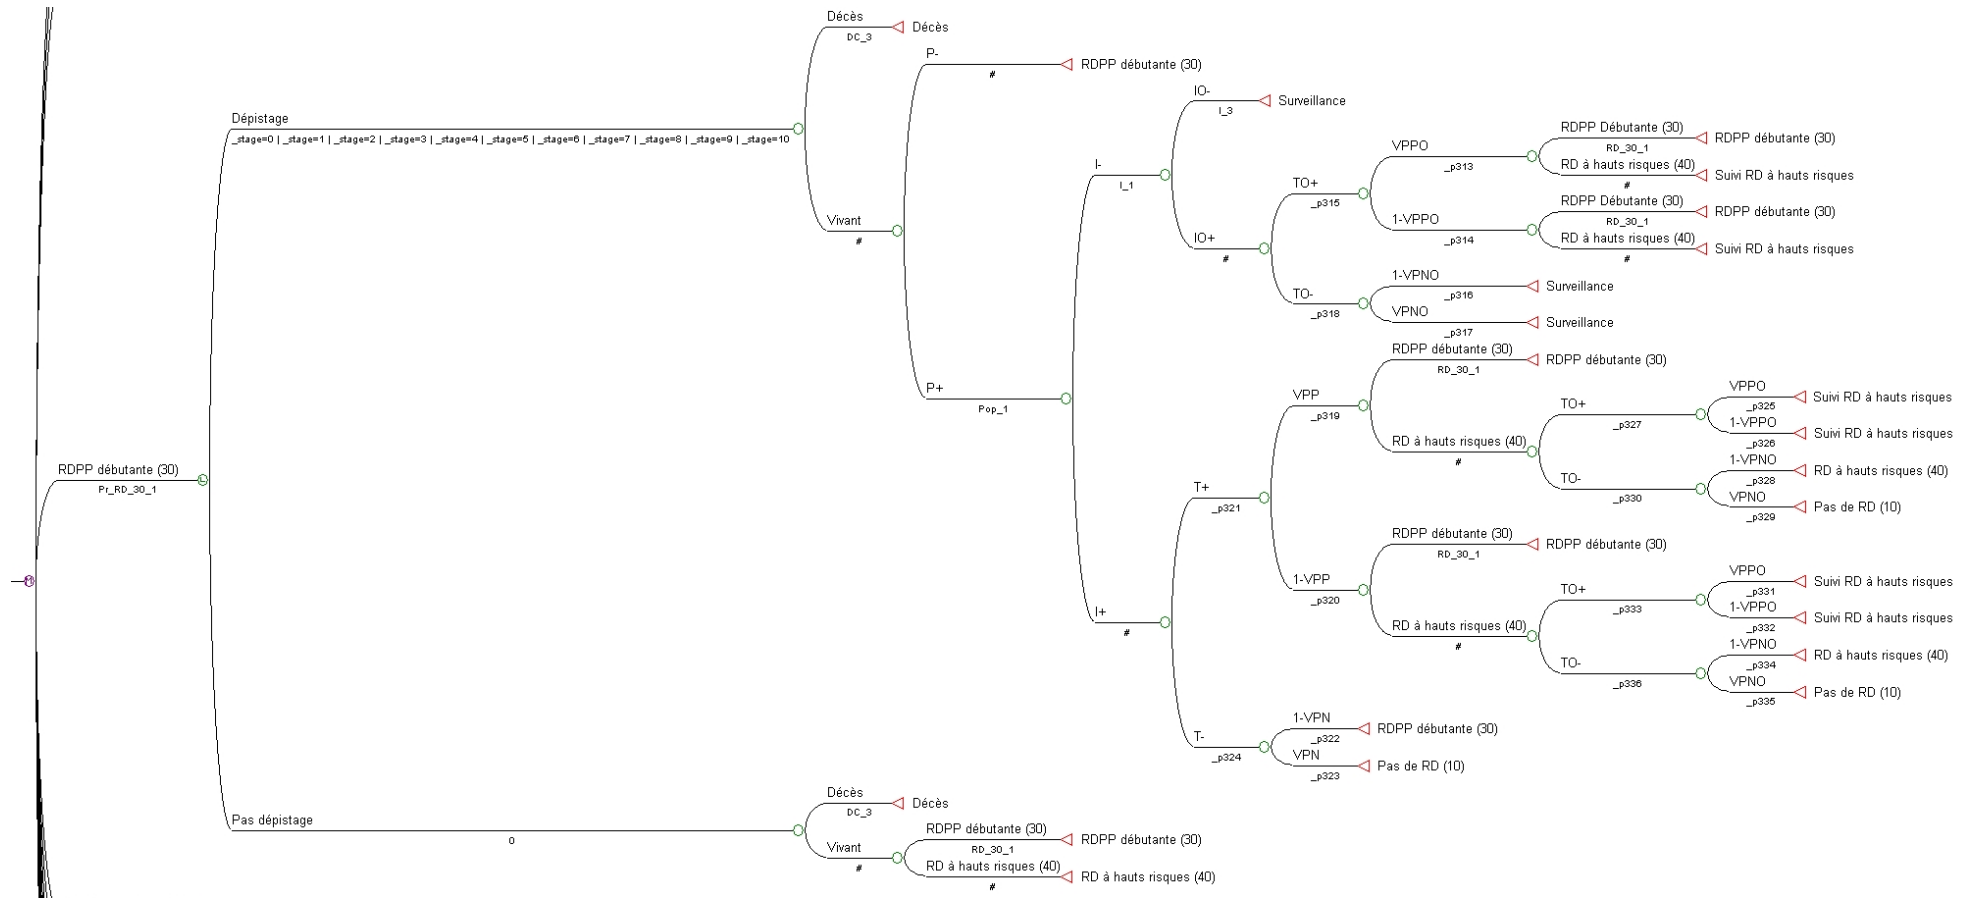 Décès
DC_3
Décès
P-
#
RDPP débutante (30)
IO-
I_3
Surveillance
Dépistage
_stage=0 | _stage=1 | _stage=2 | _stage=3 | _stage=4 | _stage=5 | _stage=6 | _stage=7 | _stage=8 | _stage=9 | _stage=10
RDPP Débutante (30)
RD_30_1
RDPP débutante (30)
VPPO
_p313
RD à hauts risques (40)
#
Suivi RD à hauts risques
I-
I_1
TO+
_p315
RDPP Débutante (30)
RD_30_1
RDPP débutante (30)
1-VPPO
_p314
RD à hauts risques (40)
#
Suivi RD à hauts risques
Vivant
#
IO+
#
1-VPNO
_p316
Surveillance
TO-
_p318
VPNO
_p317
Surveillance
RDPP débutante (30)
RD_30_1
RDPP débutante (30)
P+
Pop_1
VPP
_p319
VPPO
_p325
Suivi RD à hauts risques
TO+
_p327
1-VPPO
_p326
Suivi RD à hauts risques
RD à hauts risques (40)
#
1-VPNO
_p328
RD à hauts risques (40)
TO-
_p330
VPNO
_p329
Pas de RD (10)
RDPP débutante (30)
Pr_RD_30_1
T+
_p321
RDPP débutante (30)
RD_30_1
RDPP débutante (30)
1-VPP
_p320
VPPO
_p331
Suivi RD à hauts risques
TO+
_p333
1-VPPO
_p332
Suivi RD à hauts risques
I+
#
RD à hauts risques (40)
#
1-VPNO
_p334
RD à hauts risques (40)
TO-
_p336
VPNO
_p335
Pas de RD (10)
1-VPN
_p322
RDPP débutante (30)
T-
_p324
VPN
_p323
Pas de RD (10)
Décès
DC_3
Décès
Pas dépistage
0
RDPP débutante (30)
RD_30_1
RDPP débutante (30)
Vivant
#
RD à hauts risques (40)
#
RD à hauts risques (40)
M
L